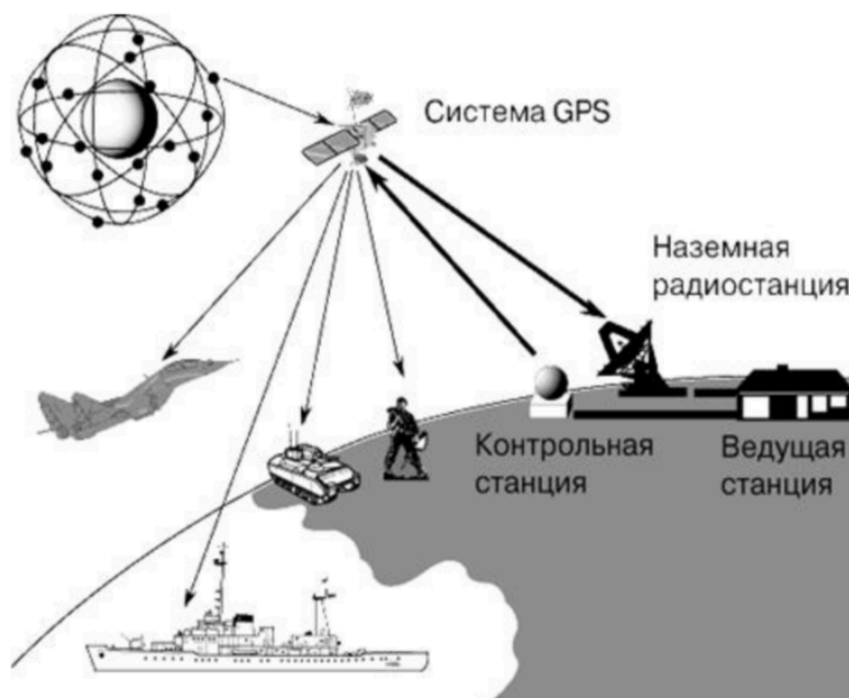 Система GPS
Наземная
радиостанция
Контрольная
станция
Ведущая
станция